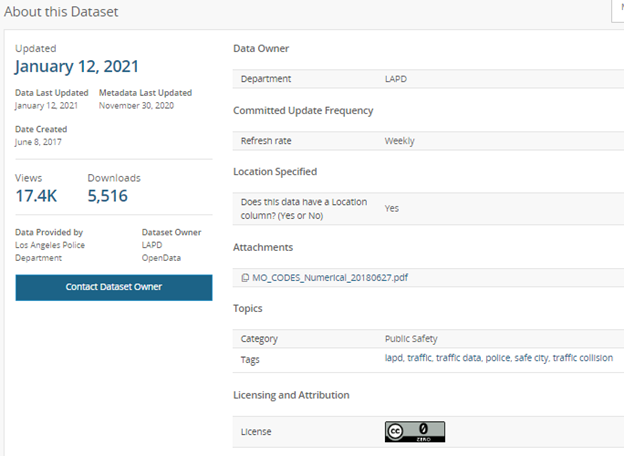 About this Dataset
Updated
January 12, 2021
Data Last Updated Metadata Last Updated
January 12, 2021 November 30, 2020
Date Created
June 8, 2017
Views Downloads
17.4K 5,516
Data Provided by Dataset Owner
Los Angeles Police LAPD
Department OpenData
Contact Dataset Owner
Data Owner
Department LAPD
Committed Update Frequency
Refresh rate Weekly
Location Specified
Does this data have a Location
column? (Yes or No) Yes
Attachments
MO_CODES_Numerical_20180627.pdf
Topics
Category Public Safety
Tags lapd, traffic, traffic data, police, safe city, traffic collision
Licensing and Attribution
License cc 0
ZERO